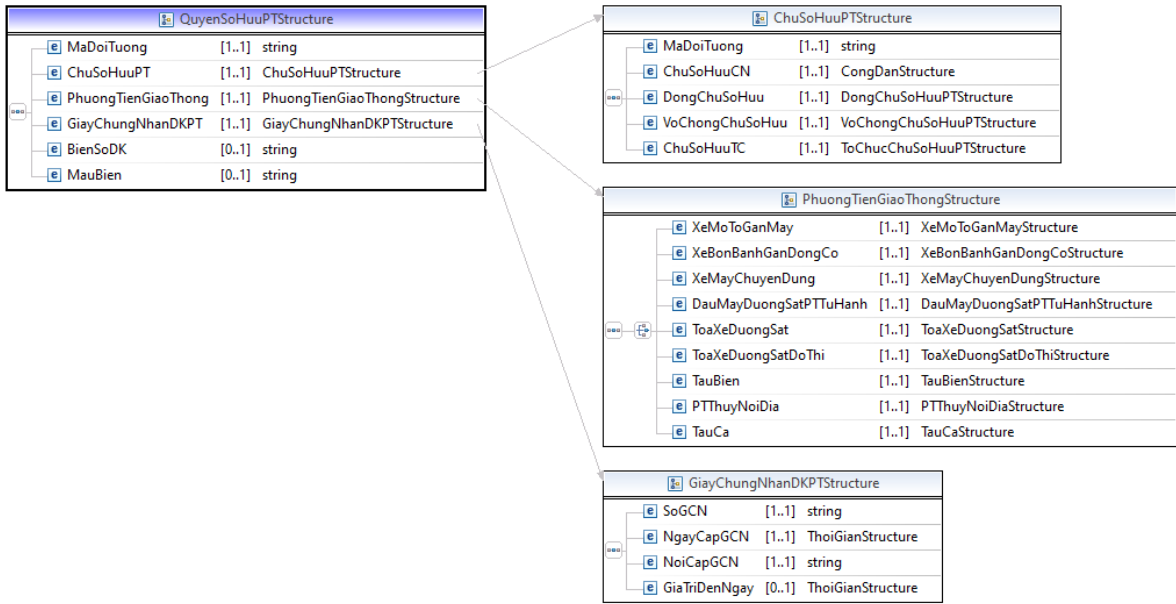 QuyenSoHuuPTStructure
MaDoiTuong [1..1] string
ChuSoHuuPT [1..1] ChuSoHuuPTStructure
PhuongTienGiaoThong [1..1] PhuongTienGiaoThongStructure
GiayChungNhanDKPT [1..1] GiayChungNhanDKPTStructure
BienSoDK [0..1] string
MauBien [0..1] string
ChuSoHuuPTStructure
MaDoiTuong [1..1] string
ChuSoHuuCN [1..1] CongDanStructure
DongChuSoHuu [1..1] DongChuSoHuuPTStructure
VoChongChuSoHuu [1..1] VoChongChuSoHuuPTStructure
ChuSoHuuTC [1..1] ToChucChuSoHuuPTStructure
PhuongTienGiaoThongStructure
XeMoToGanMay [1..1] XeMoToGanMayStructure
XeBonBanhGanDongCo [1..1] XeBonBanhGanDongCoStructure
XeMayChuyenDung [1..1] XeMayChuyenDungStructure
DauMayDuongSatPTTuHanh [1..1] DauMayDuongSatPTTuHanhStructure
ToaXeDuongSat [1..1] ToaXeDuongSatStructure
ToaXeDuongSatDoThi [1..1] ToaXeDuongSatDoThiStructure
TauBien [1..1] TauBienStructure
PTThuyNoiDia [1..1] PTThuyNoiDiaStructure
TauCa [1..1] TauCaStructure
GiayChungNhanDKPTStructure
SoGCN [1..1] string
NgayCapGCN [1..1] ThoiGianStructure
NoiCapGCN [1..1] string
GiaTriDenNgay [0..1] ThoiGianStructure